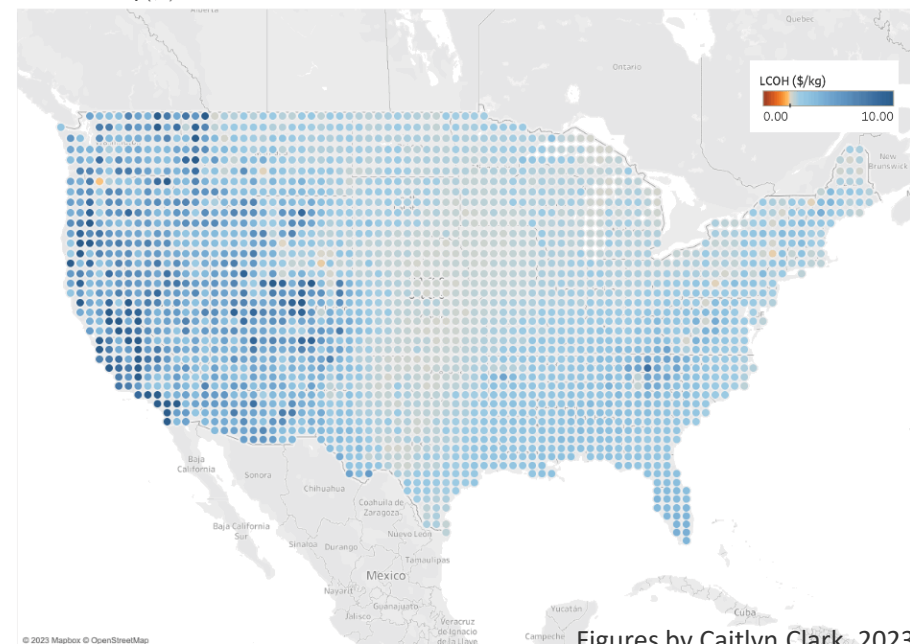 Alberta
Quebec
Ontario
LCOH ($/kg)
0.00 10.00
New
Brunswick
Baja
California
Sonora
Chihuahua
Coahuila de
Zaragoza
Baja California
Sur
Nuevo León
Sinaloa
Durango
Tamaulipas
Mexico
Nayarit
Guanajuato
Jalisco
Yucatán
Cuba
Veracruz
de Ignacio
de la Llave
Campeche
Figures by Caitlyn Clark, 2023
© 2023 Mapbox © OpenStreetMap